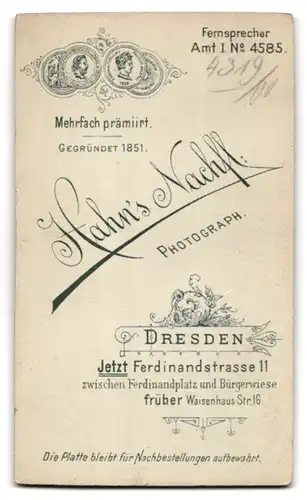 Fernsprecher
Amt I No 4585.
4319
Mehrfach prämiirt.
GEGRÜNDET 1851.
Hahn's Nachfl:
PHOTOGRAPH.
DRESDEN
Jetzt Ferdinandstrasse 11
zwischen Ferdinandplatz und Bürgerwiese
früher Waisenhaus-Str. 16.
Die Platte bleibt für Nachbestellungen aufbewahrt.